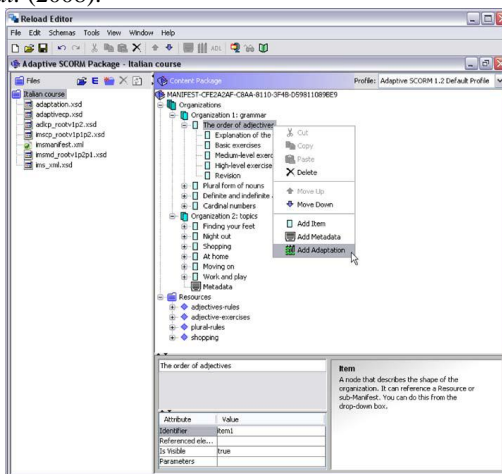 (2008).
Reload Editor
File Edit Schemas Tools View Window Help
ADL
Adaptive SCORM Package - Italian course
Files
Content Package
Profile: Adaptive SCORM 1.2 Default Profile
Italian course
adaptation.xsd
adaptivecp.xsd
adlcp_rootv1p2.xsd
imscp_rootv1p1p2.xsd
imsmanifest.xml
imsmd_rootv1p2p1.xsd
ims_xml.xsd
MANIFEST-CFE2A2AF-C8AA-8110-3F4B-D59811089BE9
Organizations
Organization 1: grammar
The order of adjectives
Explanation of the
Basic exercises
Medium-level exerc
High-level exercise
Revision
Plural form of nouns
Definite and indefinite
Cardinal numbers
Organization 2: topics
Finding your feet
Night out
Shopping
At home
Moving on
Work and play
Metadata
Resources
adjectives-rules
adjective-exercises
plural-rules
shopping
Cut
Copy
Paste
Delete
Move Up
Move Down
Add Item
Add Metadata
Add Adaptation
The order of adjectives
Attribute Value
Identifier item1
Referenced ele...
Is Visible true
Parameters
Item
A node that describes the shape of the
organization. It can reference a Resource or
sub-Manifest. You can do this from the
drop-down box.